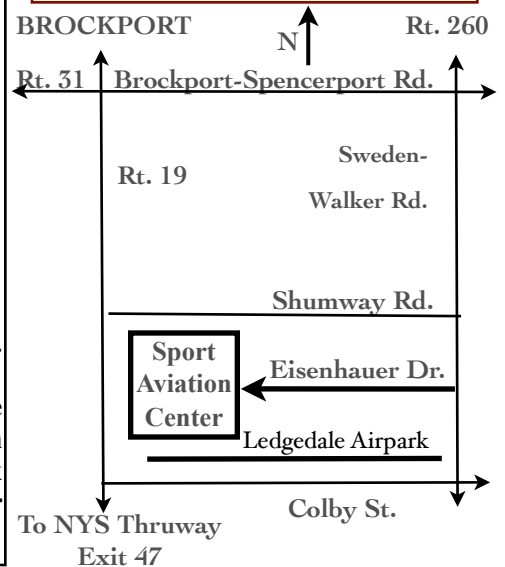 BROCKPORT
N
Rt. 260
Rt. 31
Brockport-Spencerport Rd.
Rt. 19
Sweden-
Walker Rd.
Shumway Rd.
Sport
Aviation
Center
Eisenhauer Dr.
Ledgedale Airpark
Colby St.
To NYS Thruway
Exit 47